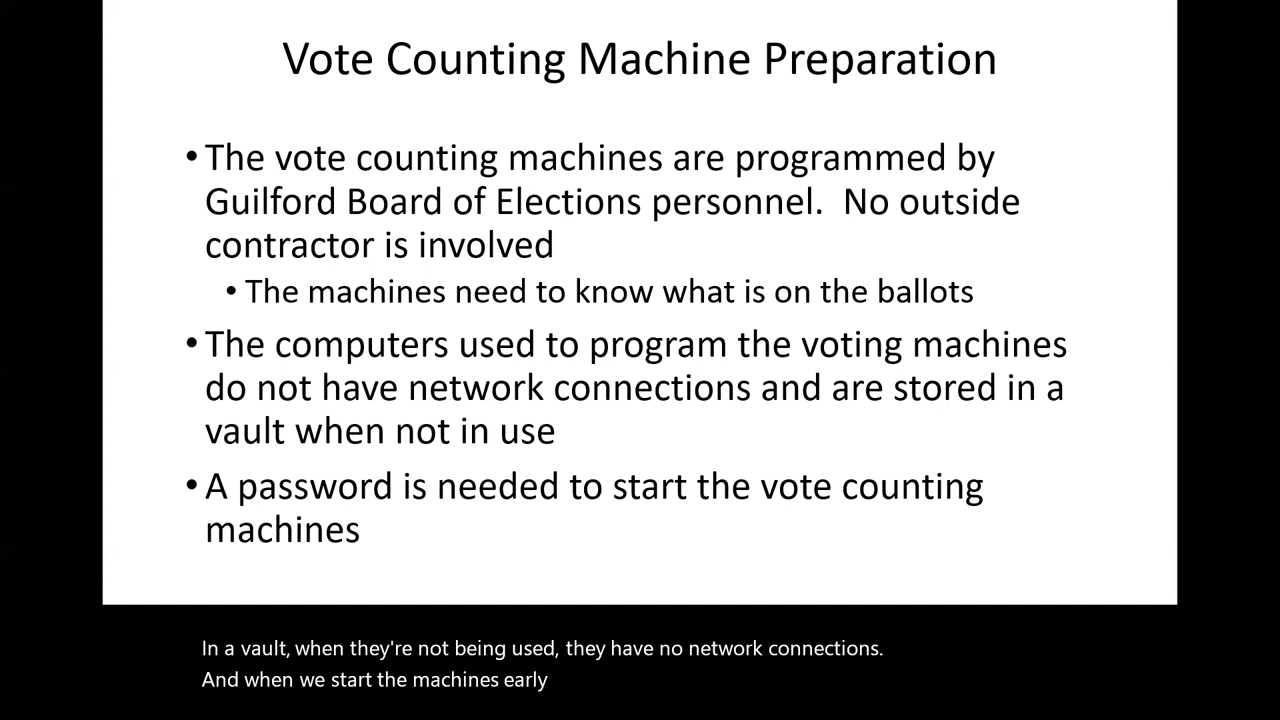 Vote Counting Machine Preparation
• The vote counting machines are programmed by
Guilford Board of Elections personnel.  No outside
contractor is involved
• The machines need to know what is on the ballots
• The computers used to program the voting machines
do not have network connections and are stored in a
vault when not in use
• A password is needed to start the vote counting
machines
In a vault, when they're not being used, they have no network connections.
And when we start the machines early